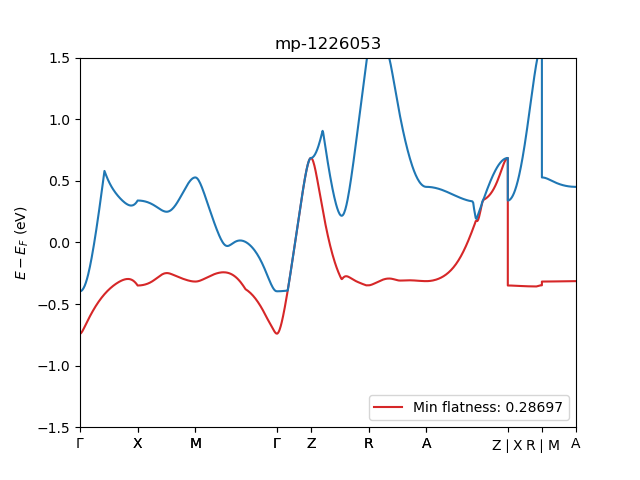 mp-1226053
E − E_F (eV)
1.5
1.0
0.5
0.0
−0.5
−1.0
−1.5
Min flatness: 0.28697
Γ X M Γ Z R A Z | X R | M A